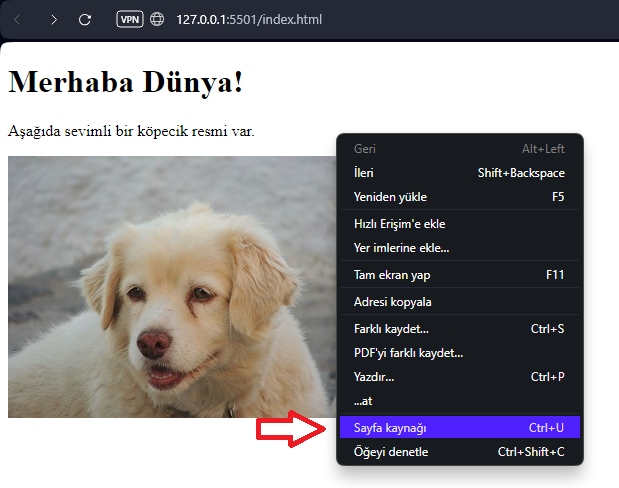 VPN 127.0.0.1:5501/index.html
Merhaba Dünya!
Aşağıda sevimli bir köpecik resmi var.
Geri Alt+Left
İleri Shift+Backspace
Yeniden yükle F5
Hızlı Erişim'e ekle
Yer imlerine ekle...
Tam ekran yap F11
Adresi kopyala
Farklı kaydet... Ctrl+S
PDF'yi farklı kaydet...
Yazdır... Ctrl+P
...at
Sayfa kaynağı Ctrl+U
Öğeyi denetle Ctrl+Shift+C